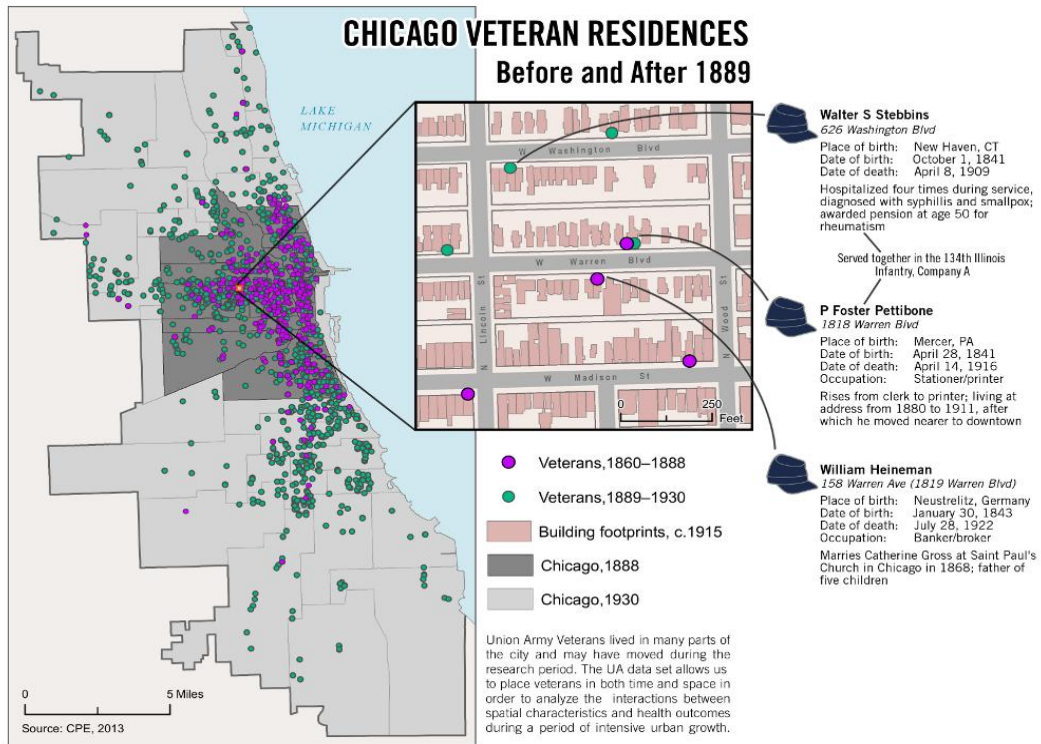 CHICAGO VETERAN RESIDENCES
Before and After 1889
LAKE
MICHIGAN
W Washington Blvd
W Warren Blvd
W Madison St
N Lincoln St
N Wood St
0 250
Feet
Walter S Stebbins
626 Washington Blvd
Place of birth: New Haven, CT
Date of birth: October 1, 1841
Date of death: April 8, 1909
Hospitalized four times during service,
diagnosed with syphillis and smallpox;
awarded pension at age 50 for
rheumatism
Served together in the 134th Illinois
Infantry, Company A
P Foster Pettibone
1818 Warren Blvd
Place of birth: Mercer, PA
Date of birth: April 28, 1841
Date of death: April 14, 1916
Occupation: Stationer/printer
Rises from clerk to printer; living at
address from 1880 to 1911, after
which he moved nearer to downtown
William Heineman
158 Warren Ave (1819 Warren Blvd)
Place of birth: Neustrelitz, Germany
Date of birth: January 30, 1843
Date of death: July 28, 1922
Occupation: Banker/broker
Marries Catherine Gross at Saint Paul's
Church in Chicago in 1868; father of
five children
Veterans,1860–1888
Veterans,1889–1930
Building footprints, c.1915
Chicago,1888
Chicago,1930
Union Army Veterans lived in many parts of
the city and may have moved during the
research period. The UA data set allows us
to place veterans in both time and space in
order to analyze the interactions between
spatial characteristics and health outcomes
during a period of intensive urban growth.
0 5 Miles
Source: CPE, 2013